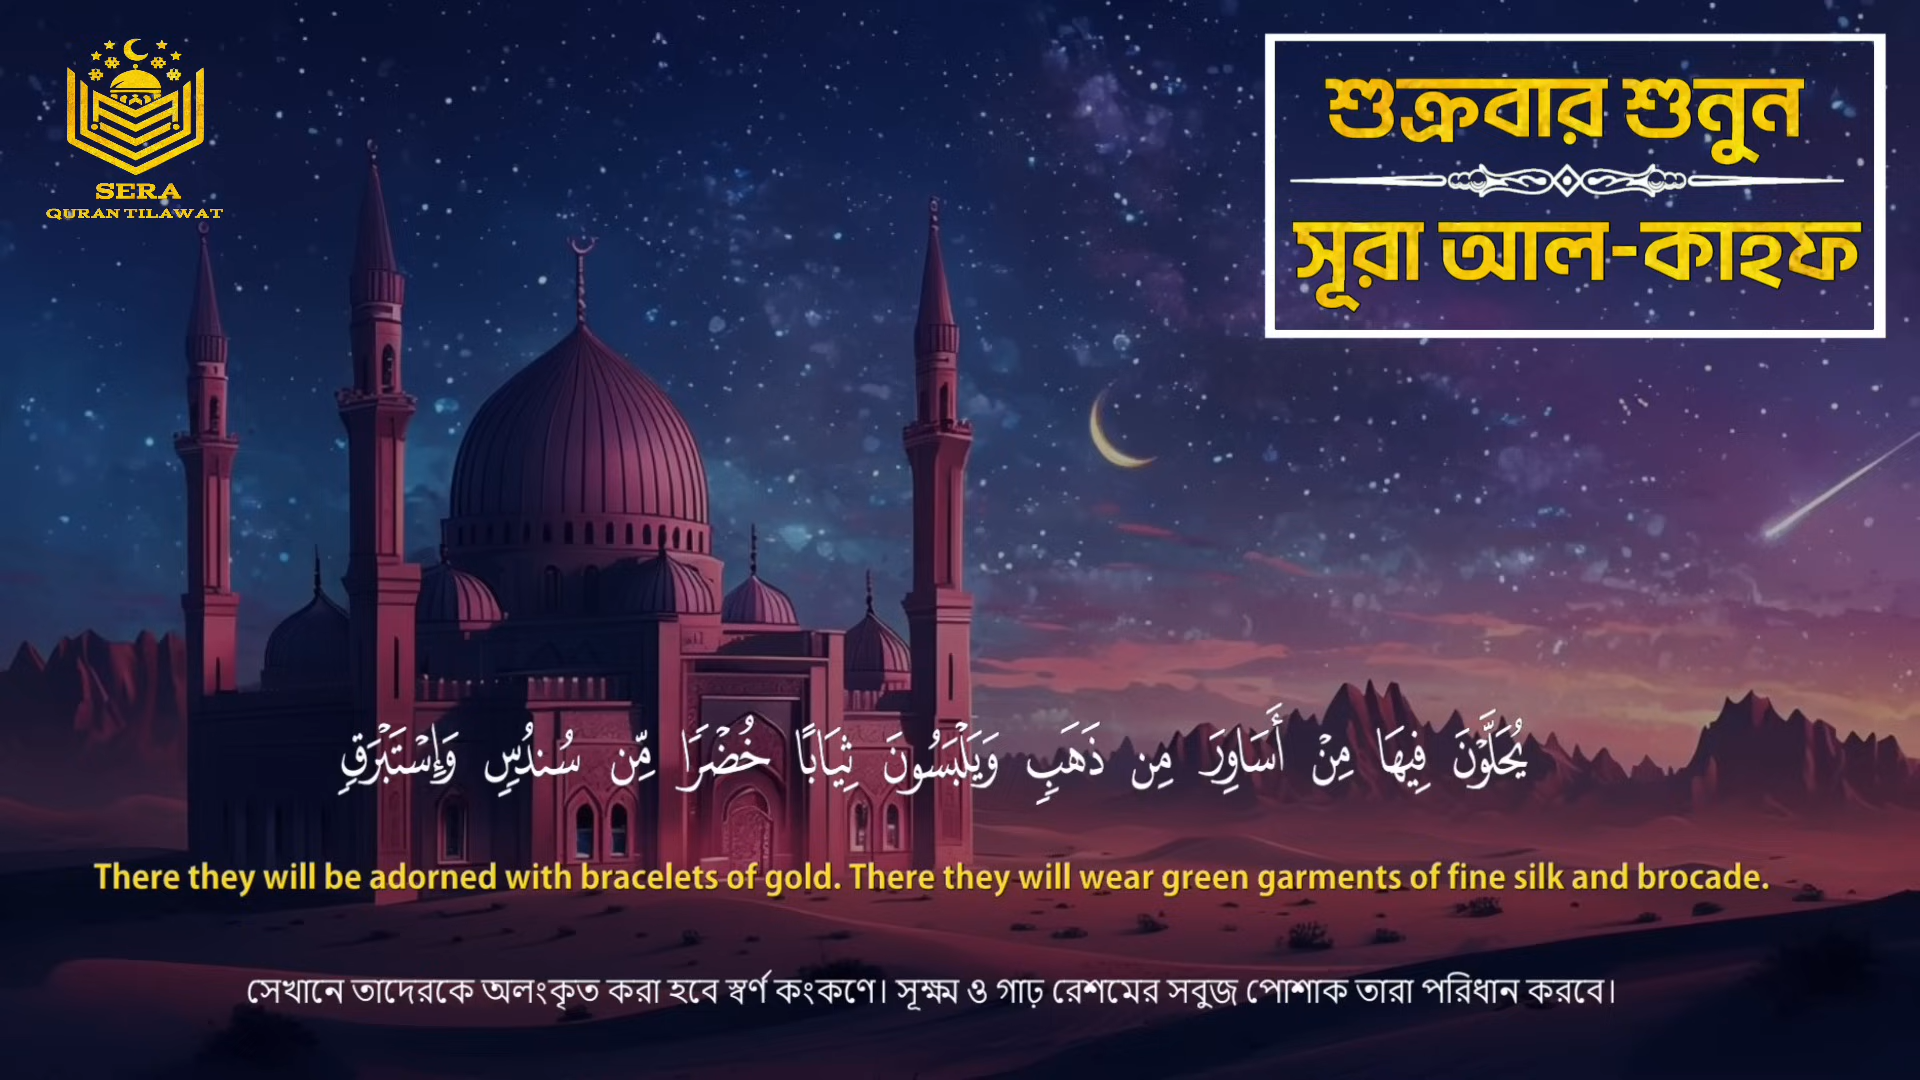 SERA
QURAN TILAWAT
শুক্রবার শুনুন
সূরা আল-কাহফ
يُحَلَّوْنَ فِيهَا مِنْ أَسَاوِرَ مِن ذَهَبٍ وَيَلْبَسُونَ ثِيَابًا خُضْرًا مِّن سُندُسٍ وَإِسْتَبْرَقٍ
There they will be adorned with bracelets of gold. There they will wear green garments of fine silk and brocade.
সেখানে তাদেরকে অলংকৃত করা হবে স্বর্ণ কংকণে। সূক্ষ্ম ও গাঢ় রেশমের সবুজ পোশাক তারা পরিধান করবে।